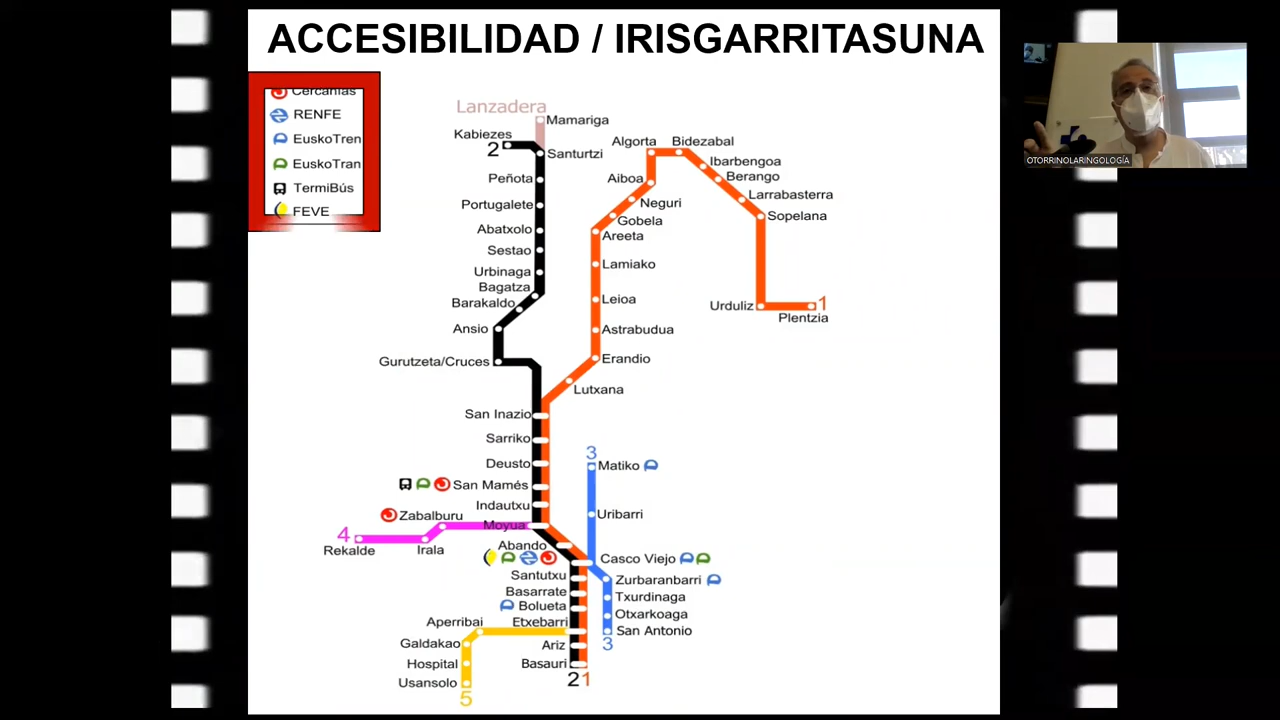 ACCESIBILIDAD / IRISGARRITASUNA
Cercanías
RENFE
EuskoTren
EuskoTran
TermiBús
FEVE
OTORRINOLARINGOLOGÍA
Lanzadera
Mamariga
Kabiezes
2
Santurtzi
Peñota
Portugalete
Abatxolo
Sestao
Urbinaga
Bagatza
Barakaldo
Ansio
Gurutzeta/Cruces
Algorta
Bidezabal
Ibarbengoa
Berango
Larrabasterra
Sopelana
Aiboa
Neguri
Gobela
Areeta
Lamiako
Leioa
Urduliz
1
Plentzia
Astrabudua
Erandio
Lutxana
San Inazio
Sarriko
Deusto
San Mamés
Indautxu
Zabalburu
Moyua
4
Rekalde
Irala
Abando
3
Matiko
Uribarri
Casco Viejo
Zurbaranbarri
Txurdinaga
Otxarkoaga
San Antonio
3
Santutxu
Basarrate
Bolueta
Etxebarri
Ariz
Basauri
21
Aperribai
Galdakao
Hospital
Usansolo
5